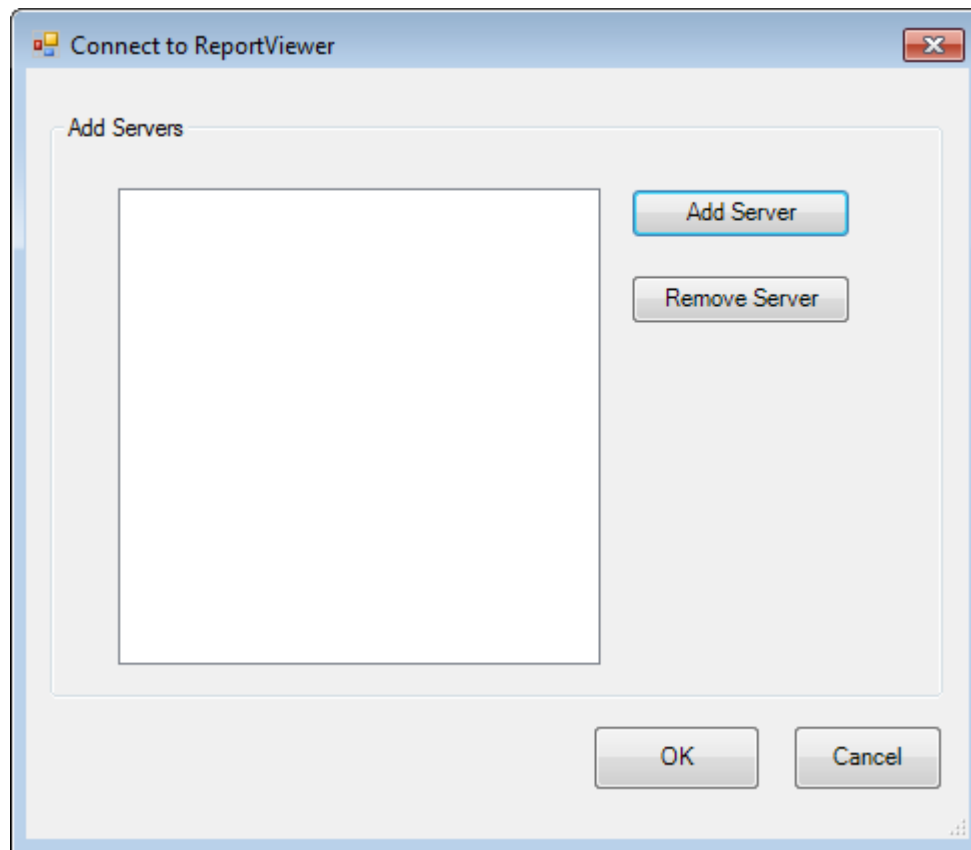 Connect to ReportViewer
Add Servers
Add Server
Remove Server
OK
Cancel